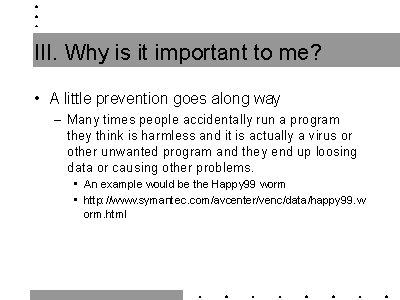 III. Why is it important to me?
• A little prevention goes along way
– Many times people accidentally run a program
they think is harmless and it is actually a virus or
other unwanted program and they end up loosing
data or causing other problems.
• An example would be the Happy99 worm
• http://www.symantec.com/avcenter/venc/data/happy99.w
orm.html